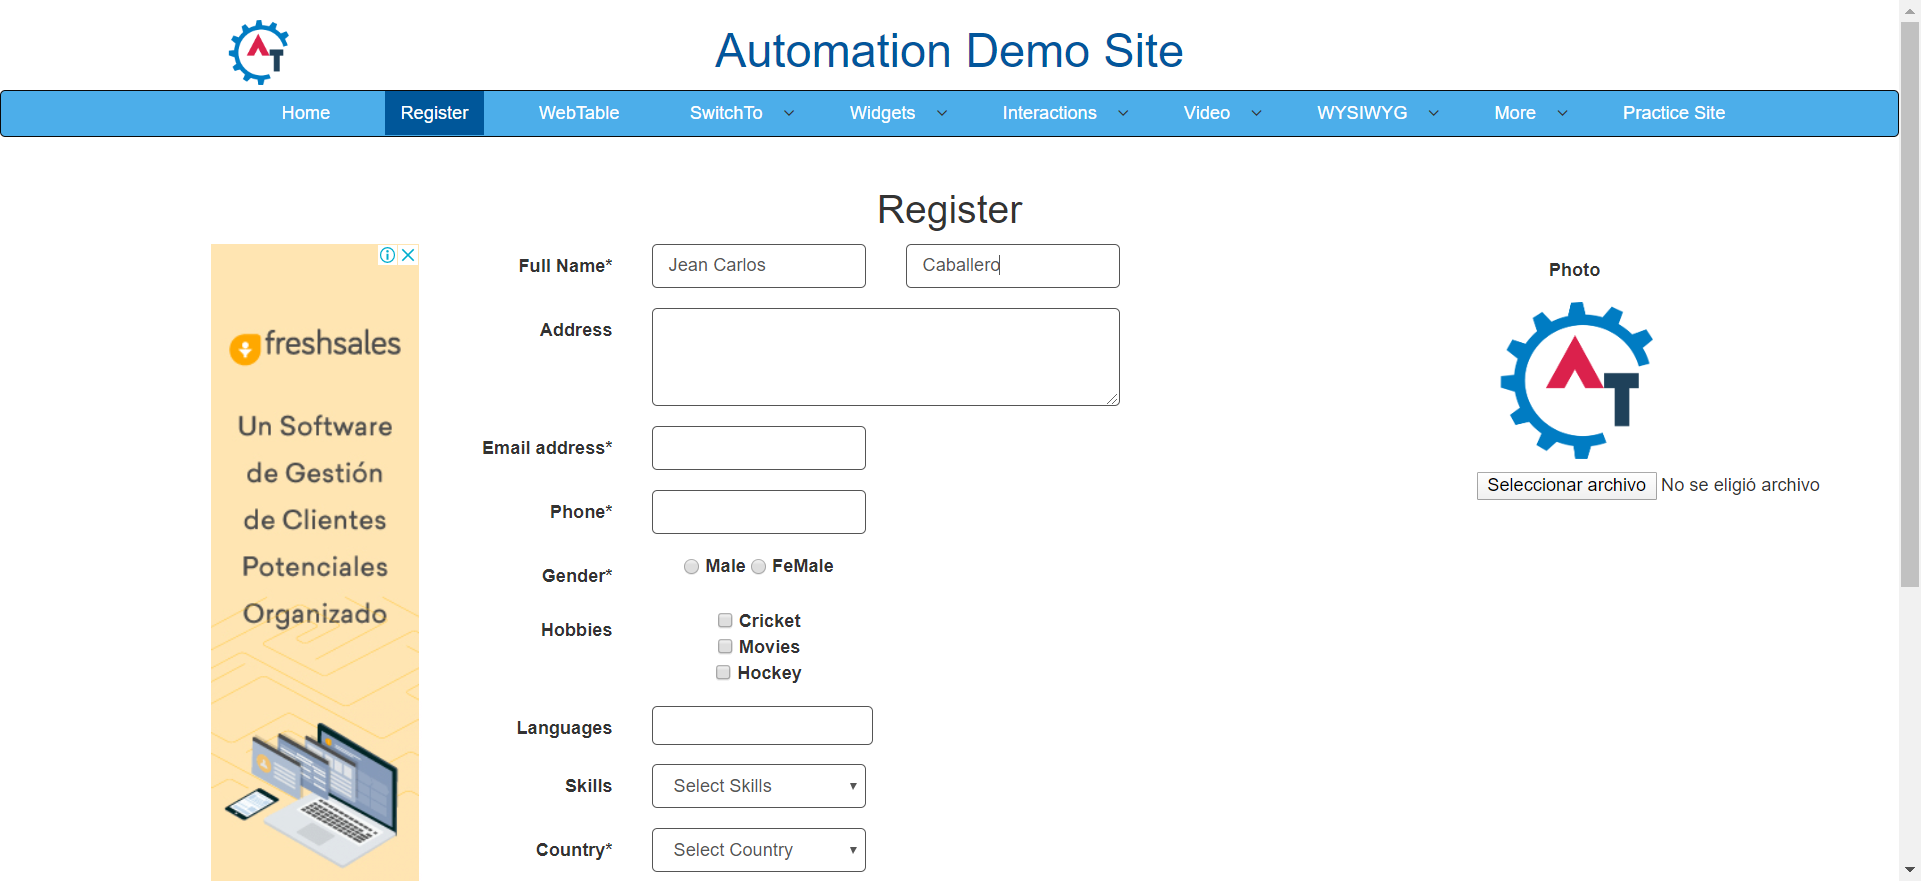 Automation Demo Site
Home Register WebTable SwitchTo Widgets Interactions Video WYSIWYG More Practice Site
Register
freshsales
Un Software
de Gestión
de Clientes
Potenciales
Organizado
Full Name* Jean Carlos Caballero
Address
Email address*
Phone*
Gender* Male FeMale
Hobbies
Cricket
Movies
Hockey
Languages
Skills Select Skills
Country* Select Country
Photo
AT
Seleccionar archivo No se eligió archivo